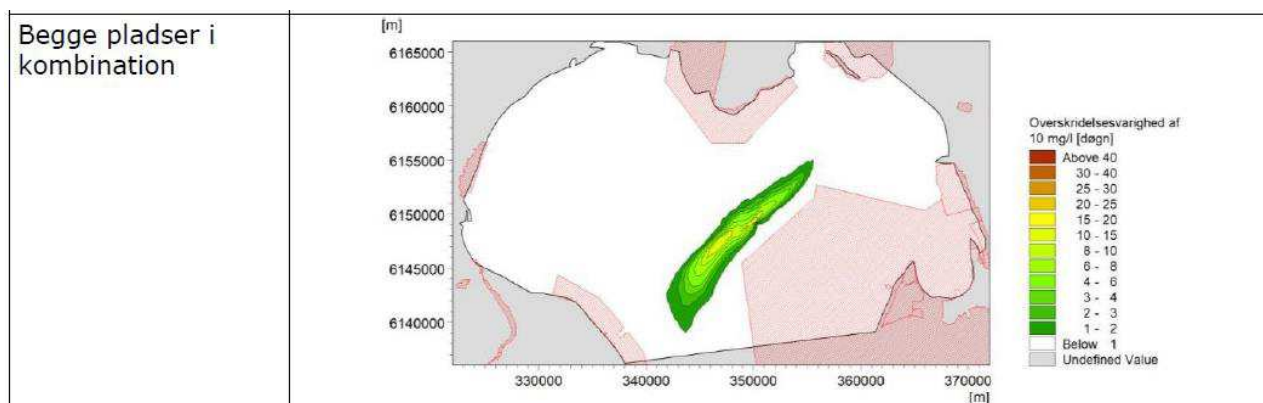 Begge pladser i
kombination
[m]
6165000
6160000
6155000
6150000
6145000
6140000
330000 340000 350000 360000 370000
[m]
Overskridelsesvarighed af
10 mg/l [døgn]
Above 40
30 - 40
25 - 30
20 - 25
15 - 20
10 - 15
8 - 10
6 - 8
4 - 6
3 - 4
2 - 3
1 - 2
Below 1
Undefined Value